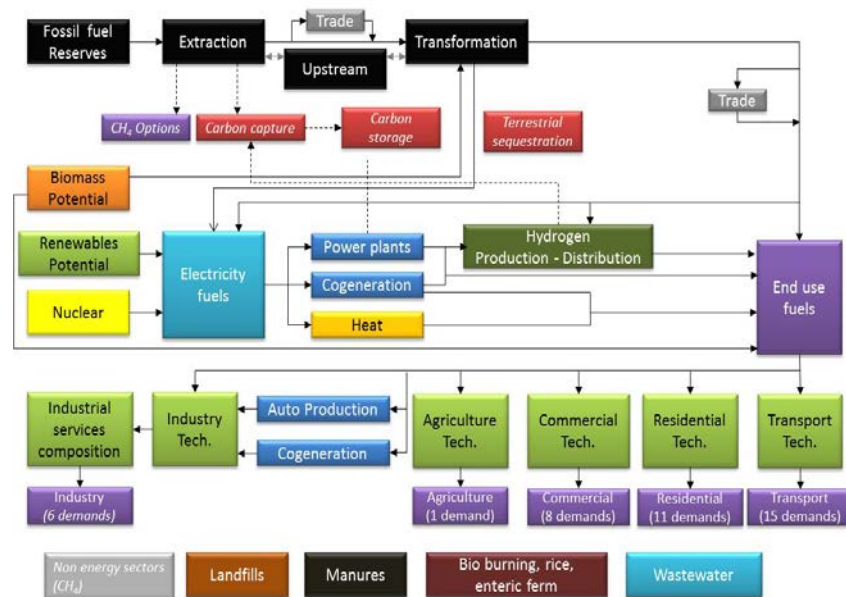 Fossil fuel
Reserves
Extraction
Trade
Upstream
Transformation
Trade
CH₄ Options
Carbon capture
Carbon
storage
Terrestrial
sequestration
Biomass
Potential
Renewables
Potential
Nuclear
Electricity
fuels
Power plants
Cogeneration
Heat
Hydrogen
Production - Distribution
End use
fuels
Industrial
services
composition
Industry
Tech.
Auto Production
Cogeneration
Agriculture
Tech.
Commercial
Tech.
Residential
Tech.
Transport
Tech.
Industry
(6 demands)
Agriculture
(1 demand)
Commercial
(8 demands)
Residential
(11 demands)
Transport
(15 demands)
Non energy sectors
(CH₄)
Landfills
Manures
Bio burning, rice,
enteric ferm
Wastewater